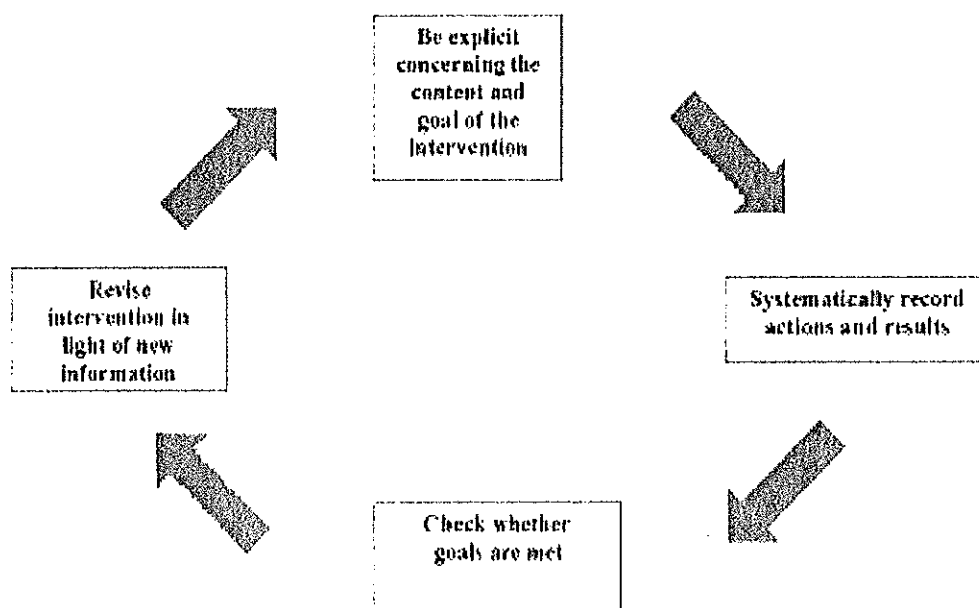 Be explicit
concerning the
content and
goal of the
intervention
Systematically record
actions and results
Check whether
goals are met
Revise
intervention in
light of new
information